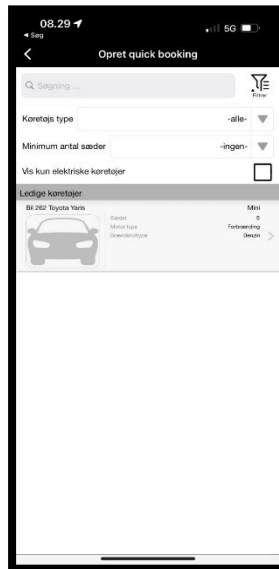 08.29
5G
◂ Søg
Opret quick booking
Søgning ...
Filtrer
Køretøjs type -alle-
Minimum antal sæder -ingen-
Vis kun elektriske køretøjer
Ledige køretøjer
Bil 262 Toyota Yaris Mini
Sæder 5
Motor type Forbrænding
Brændstoftype Benzin